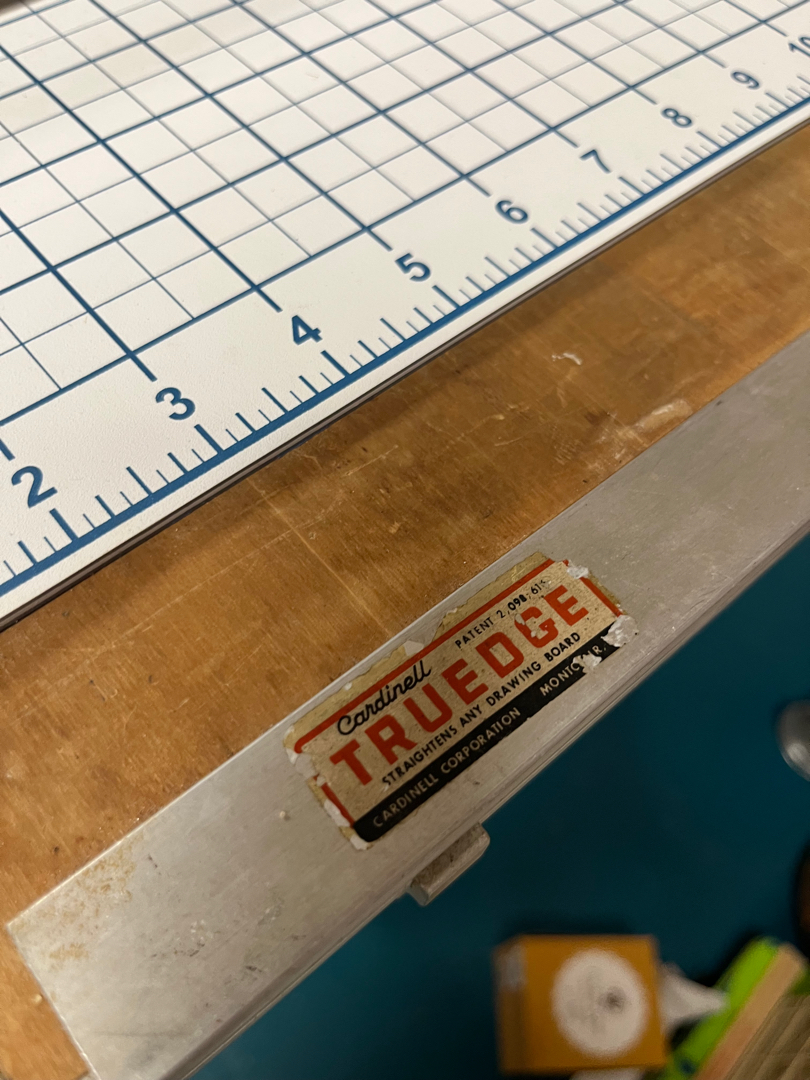 2 3 4 5 6 7 8 9 10
Cardinell PATENT 2,098,615
TRUEDGE
STRAIGHTENS ANY DRAWING BOARD
CARDINELL CORPORATION